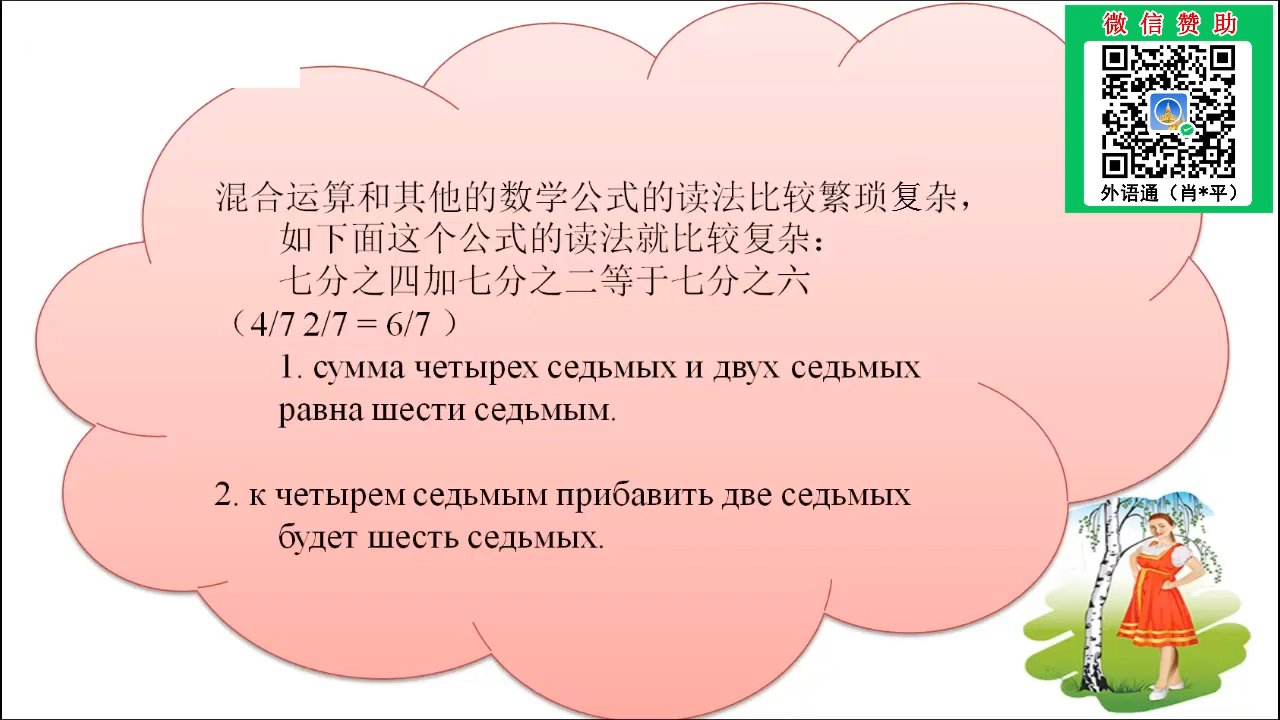 微 信 赞 助
外语通（肖*平）
混合运算和其他的数学公式的读法比较繁琐复杂，
如下面这个公式的读法就比较复杂：
七分之四加七分之二等于七分之六
（4/7 2/7 = 6/7 ）
1. сумма четырех седьмых и двух седьмых
равна шести седьмым.
2. к четырем седьмым прибавить две седьмых
будет шесть седьмых.